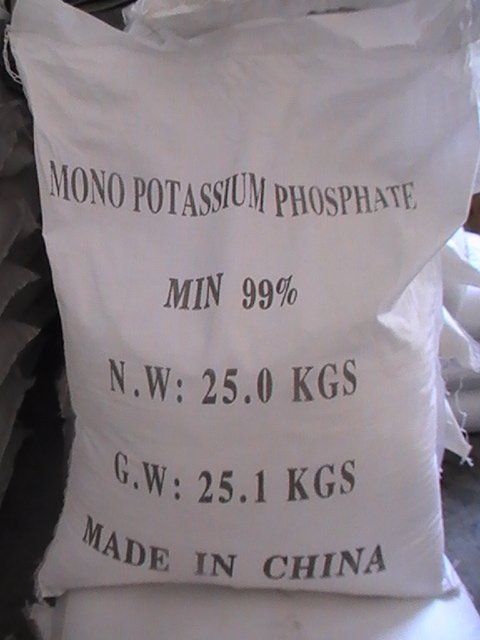 MONO POTASSIUM PHOSPHATE
MIN 99%
N.W: 25.0 KGS
G.W: 25.1 KGS
MADE IN CHINA